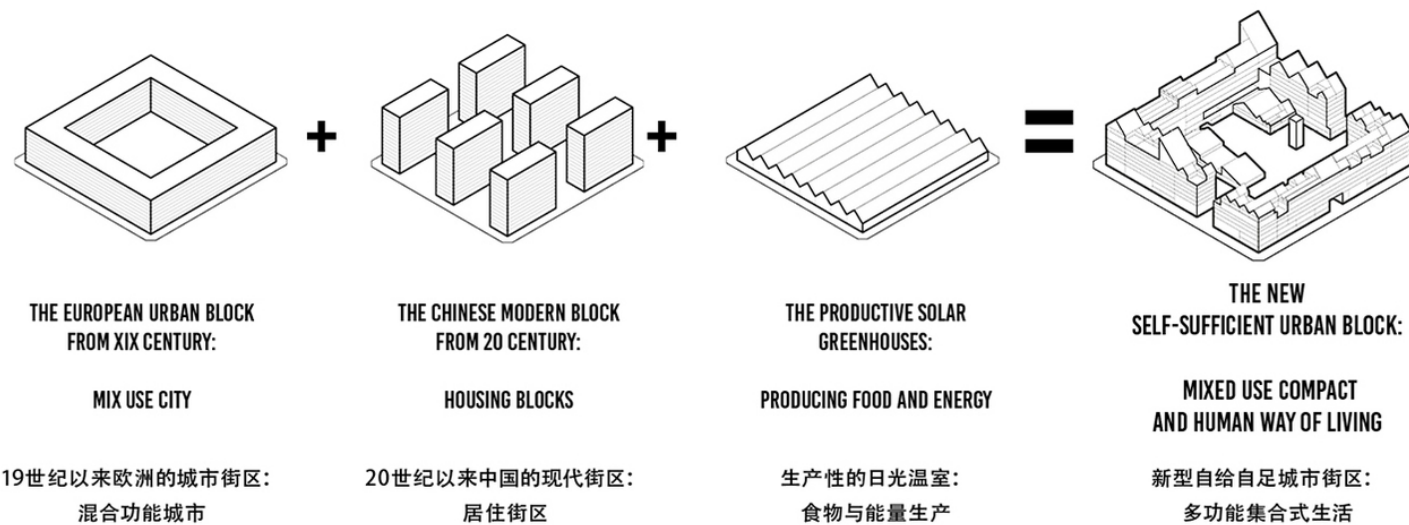 THE EUROPEAN URBAN BLOCK
FROM XIX CENTURY:
MIX USE CITY
19世纪以来欧洲的城市街区：
混合功能城市
THE CHINESE MODERN BLOCK
FROM 20 CENTURY:
HOUSING BLOCKS
20世纪以来中国的现代街区：
居住街区
THE PRODUCTIVE SOLAR
GREENHOUSES:
PRODUCING FOOD AND ENERGY
生产性的日光温室：
食物与能量生产
THE NEW
SELF-SUFFICIENT URBAN BLOCK:
MIXED USE COMPACT
AND HUMAN WAY OF LIVING
新型自给自足城市街区：
多功能集合式生活